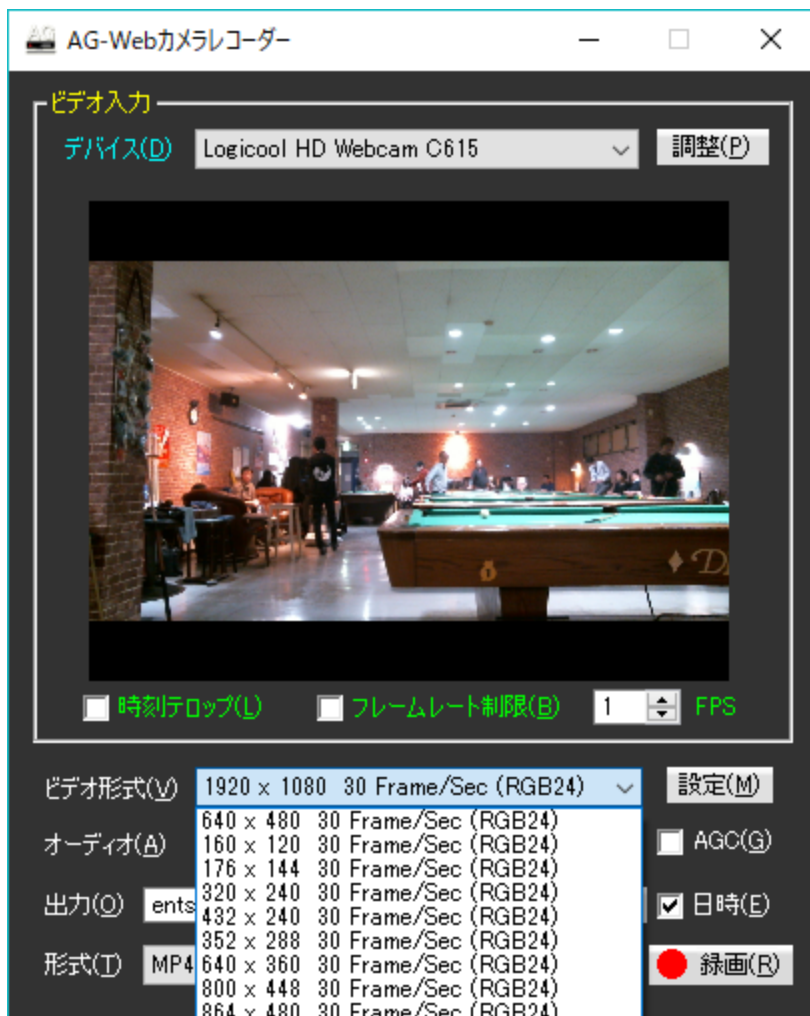 AG-Webカメラレコーダー
ビデオ入力
デバイス(D) Logicool HD Webcam C615 調整(P)
時刻テロップ(L) フレームレート制限(B) 1 FPS
ビデオ形式(V) 1920 x 1080 30 Frame/Sec (RGB24) 設定(M)
640 x 480 30 Frame/Sec (RGB24)
オーディオ(A) AGC(G)
160 x 120 30 Frame/Sec (RGB24)
176 x 144 30 Frame/Sec (RGB24)
320 x 240 30 Frame/Sec (RGB24)
出力(O) ents 日時(E)
432 x 240 30 Frame/Sec (RGB24)
352 x 288 30 Frame/Sec (RGB24)
形式(T) MP4 録画(R)
640 x 360 30 Frame/Sec (RGB24)
800 x 448 30 Frame/Sec (RGB24)
864 x 480 30 Frame/Sec (RGB24)